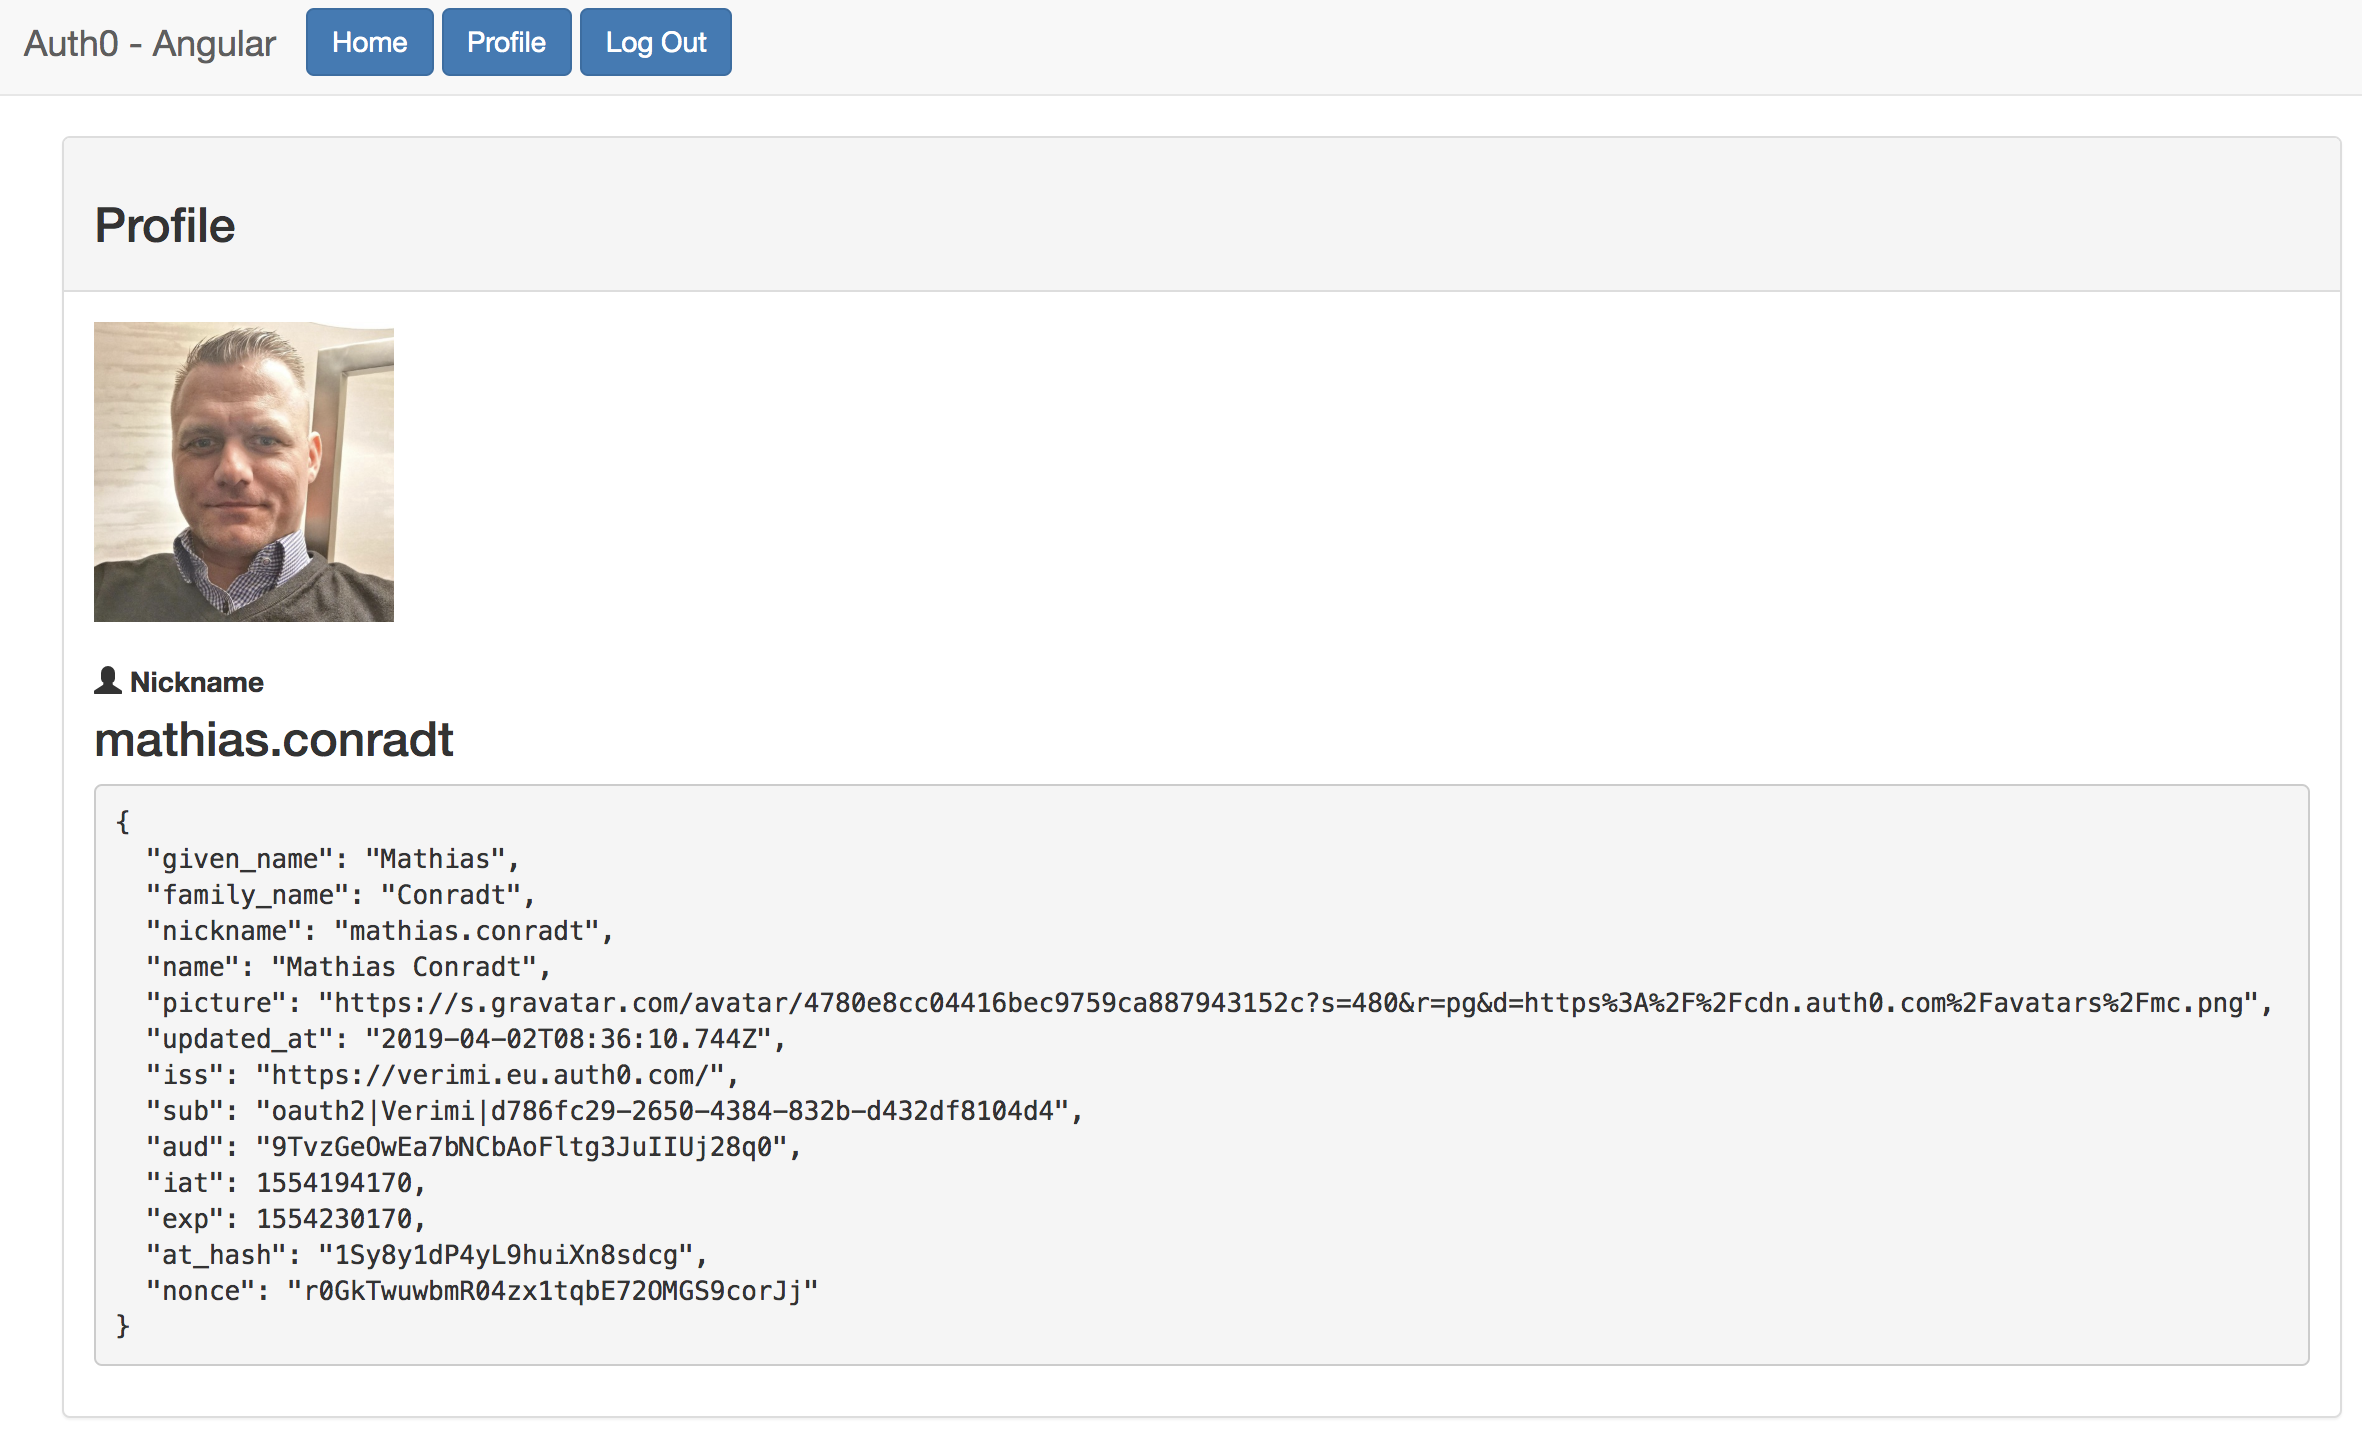 Auth0 - Angular Home Profile Log Out
Profile
Nickname
mathias.conradt
{
"given_name": "Mathias",
"family_name": "Conradt",
"nickname": "mathias.conradt",
"name": "Mathias Conradt",
"picture": "https://s.gravatar.com/avatar/4780e8cc04416bec9759ca887943152c?s=480&r=pg&d=https%3A%2F%2Fcdn.auth0.com%2Favatars%2Fmc.png",
"updated_at": "2019-04-02T08:36:10.744Z",
"iss": "https://verimi.eu.auth0.com/",
"sub": "oauth2|Verimi|d786fc29-2650-4384-832b-d432df8104d4",
"aud": "9TvzGeOwEa7bNCbAoFltg3JuIIUj28q0",
"iat": 1554194170,
"exp": 1554230170,
"at_hash": "1Sy8y1dP4yL9huiXn8sdcg",
"nonce": "r0GkTwuwbmR04zx1tqbE72OMGS9corJj"
}